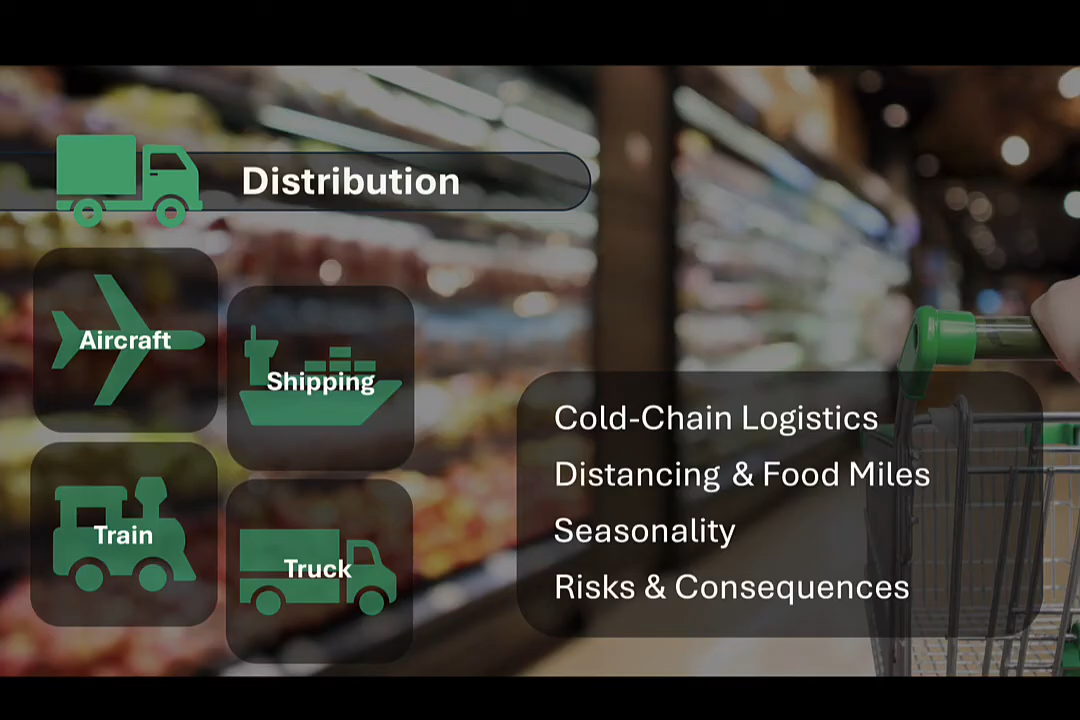 Distribution
Aircraft
Shipping
Train
Truck
Cold-Chain Logistics
Distancing & Food Miles
Seasonality
Risks & Consequences